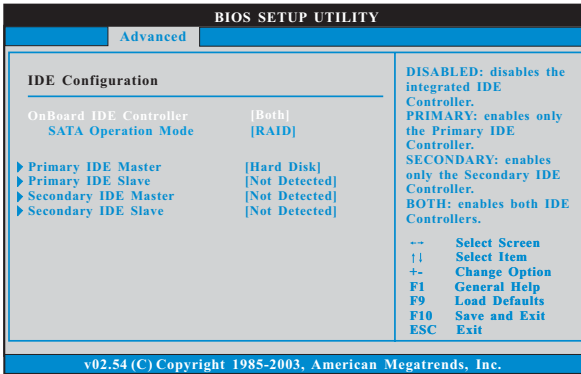 BIOS SETUP UTILITY
Advanced
IDE Configuration
OnBoard IDE Controller [Both]
SATA Operation Mode [RAID]
Primary IDE Master [Hard Disk]
Primary IDE Slave [Not Detected]
Secondary IDE Master [Not Detected]
Secondary IDE Slave [Not Detected]
DISABLED: disables the
integrated IDE
Controller.
PRIMARY: enables only
the Primary IDE
Controller.
SECONDARY: enables
only the Secondary IDE
Controller.
BOTH: enables both IDE
Controllers.
←→ Select Screen
↑↓ Select Item
+- Change Option
F1 General Help
F9 Load Defaults
F10 Save and Exit
ESC Exit
v02.54 (C) Copyright 1985-2003, American Megatrends, Inc.